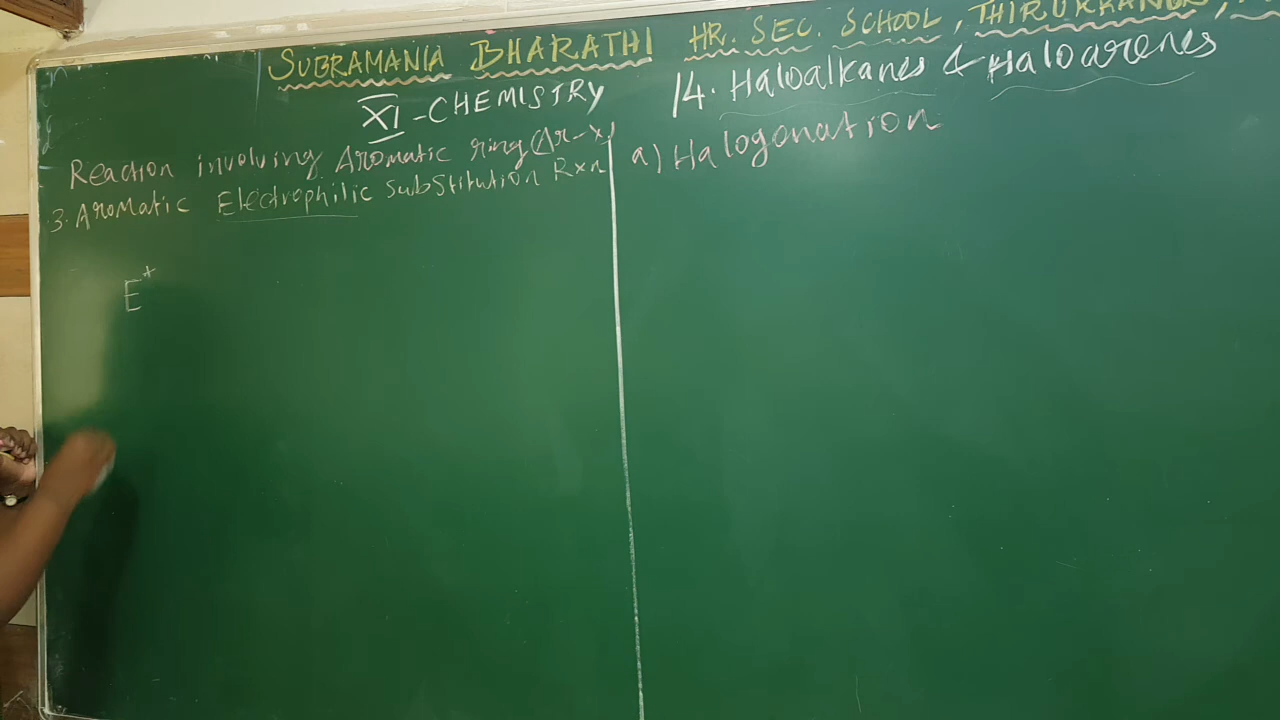 SUBRAMANIA BHARATHI HR. SEC. SCHOOL,
XI - CHEMISTRY
14. Haloalkanes & Haloarenes
Reaction involving Aromatic ring (Ar-X)
3. Aromatic Electrophilic substitution Rxn
E+
a) Halogenation